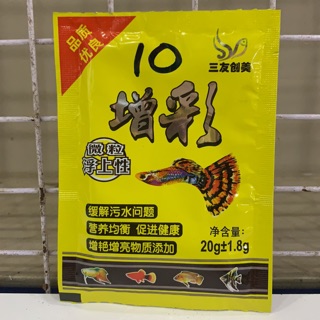 品质
优良
10
三友创美
增彩
微粒
浮上性
缓解污水问题
营养均衡 促进健康
增艳增亮物质添加
净含量:
20g±1.8g